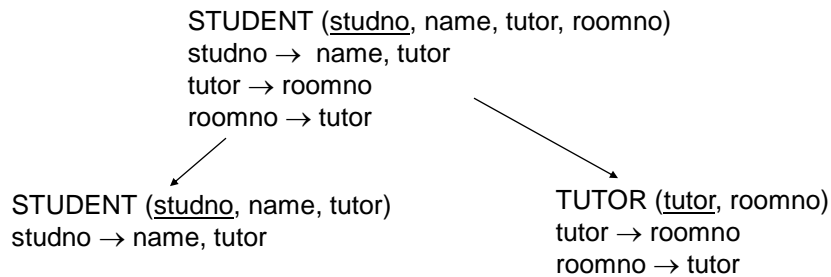 STUDENT (studno, name, tutor, roomno)
studno → name, tutor
tutor → roomno
roomno → tutor
STUDENT (studno, name, tutor)
studno → name, tutor
TUTOR (tutor, roomno)
tutor → roomno
roomno → tutor